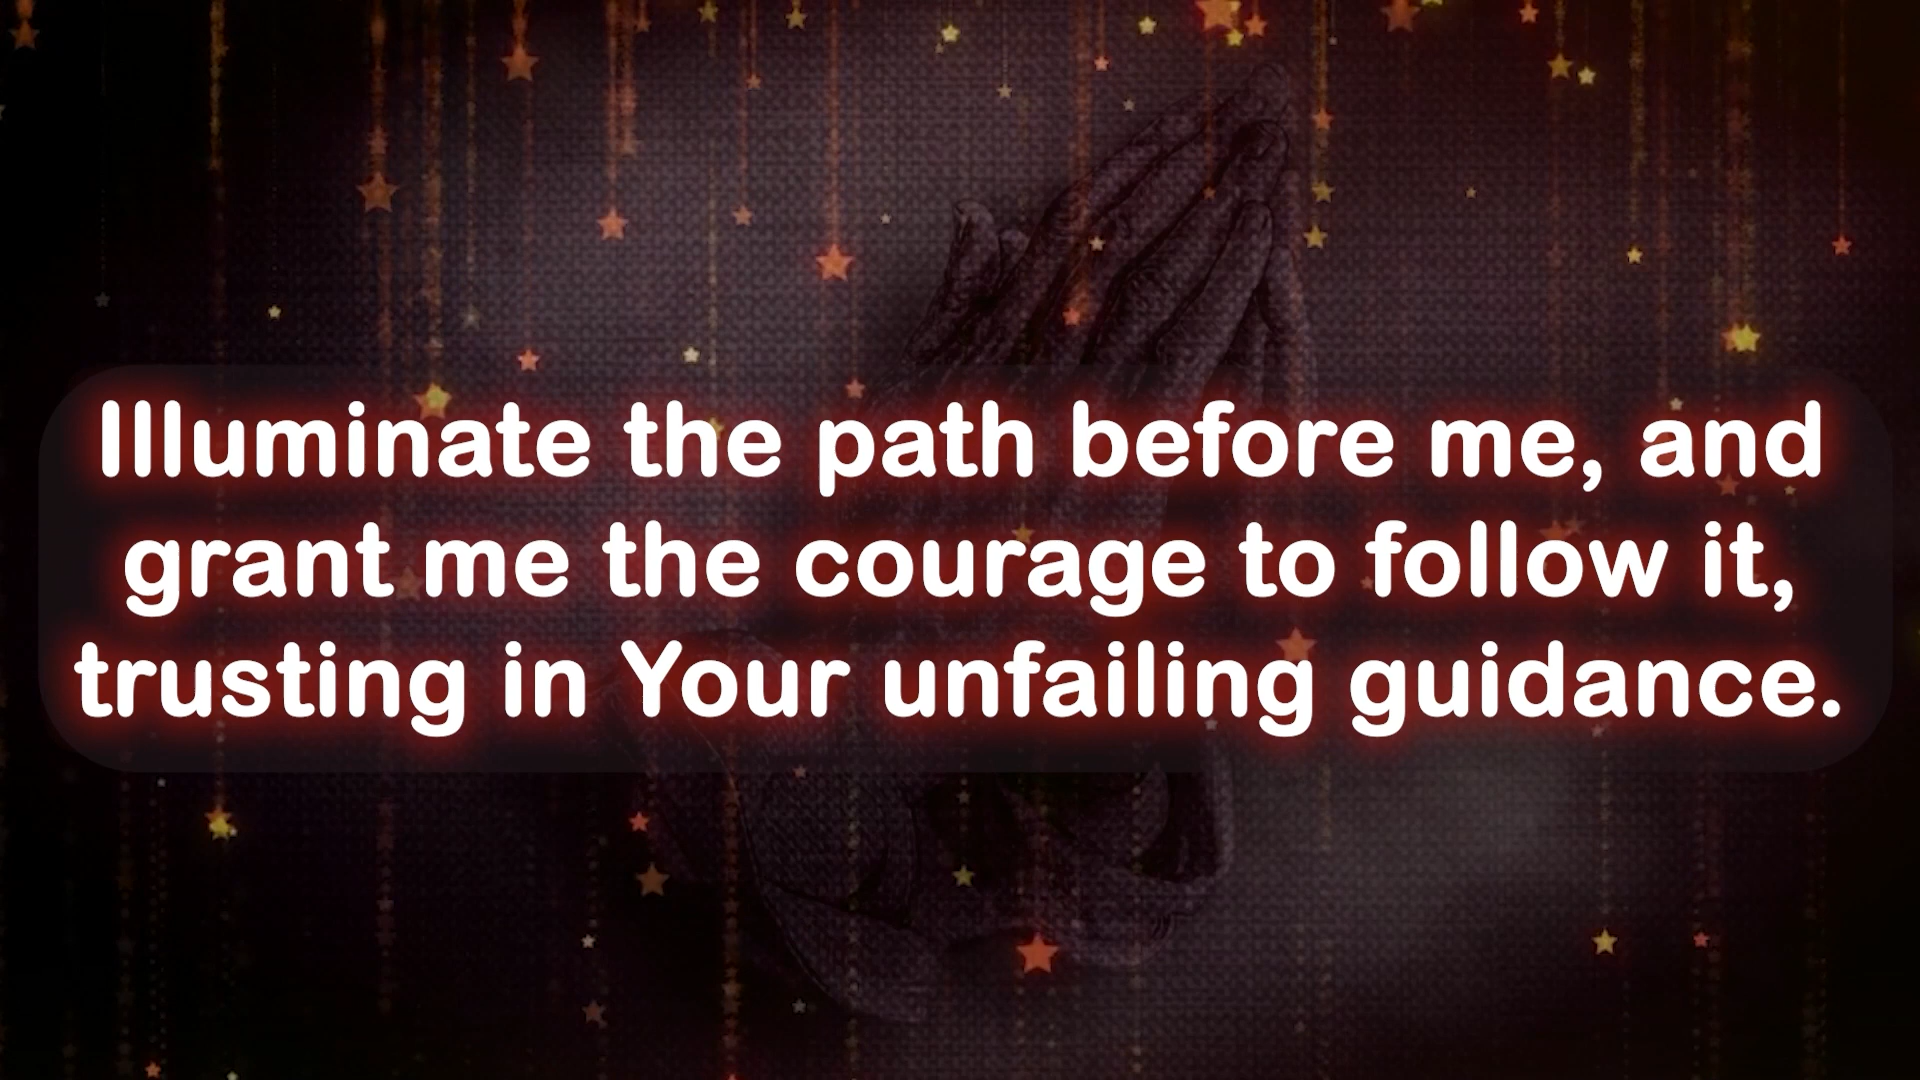 Illuminate the path before me, and
grant me the courage to follow it,
trusting in Your unfailing guidance.